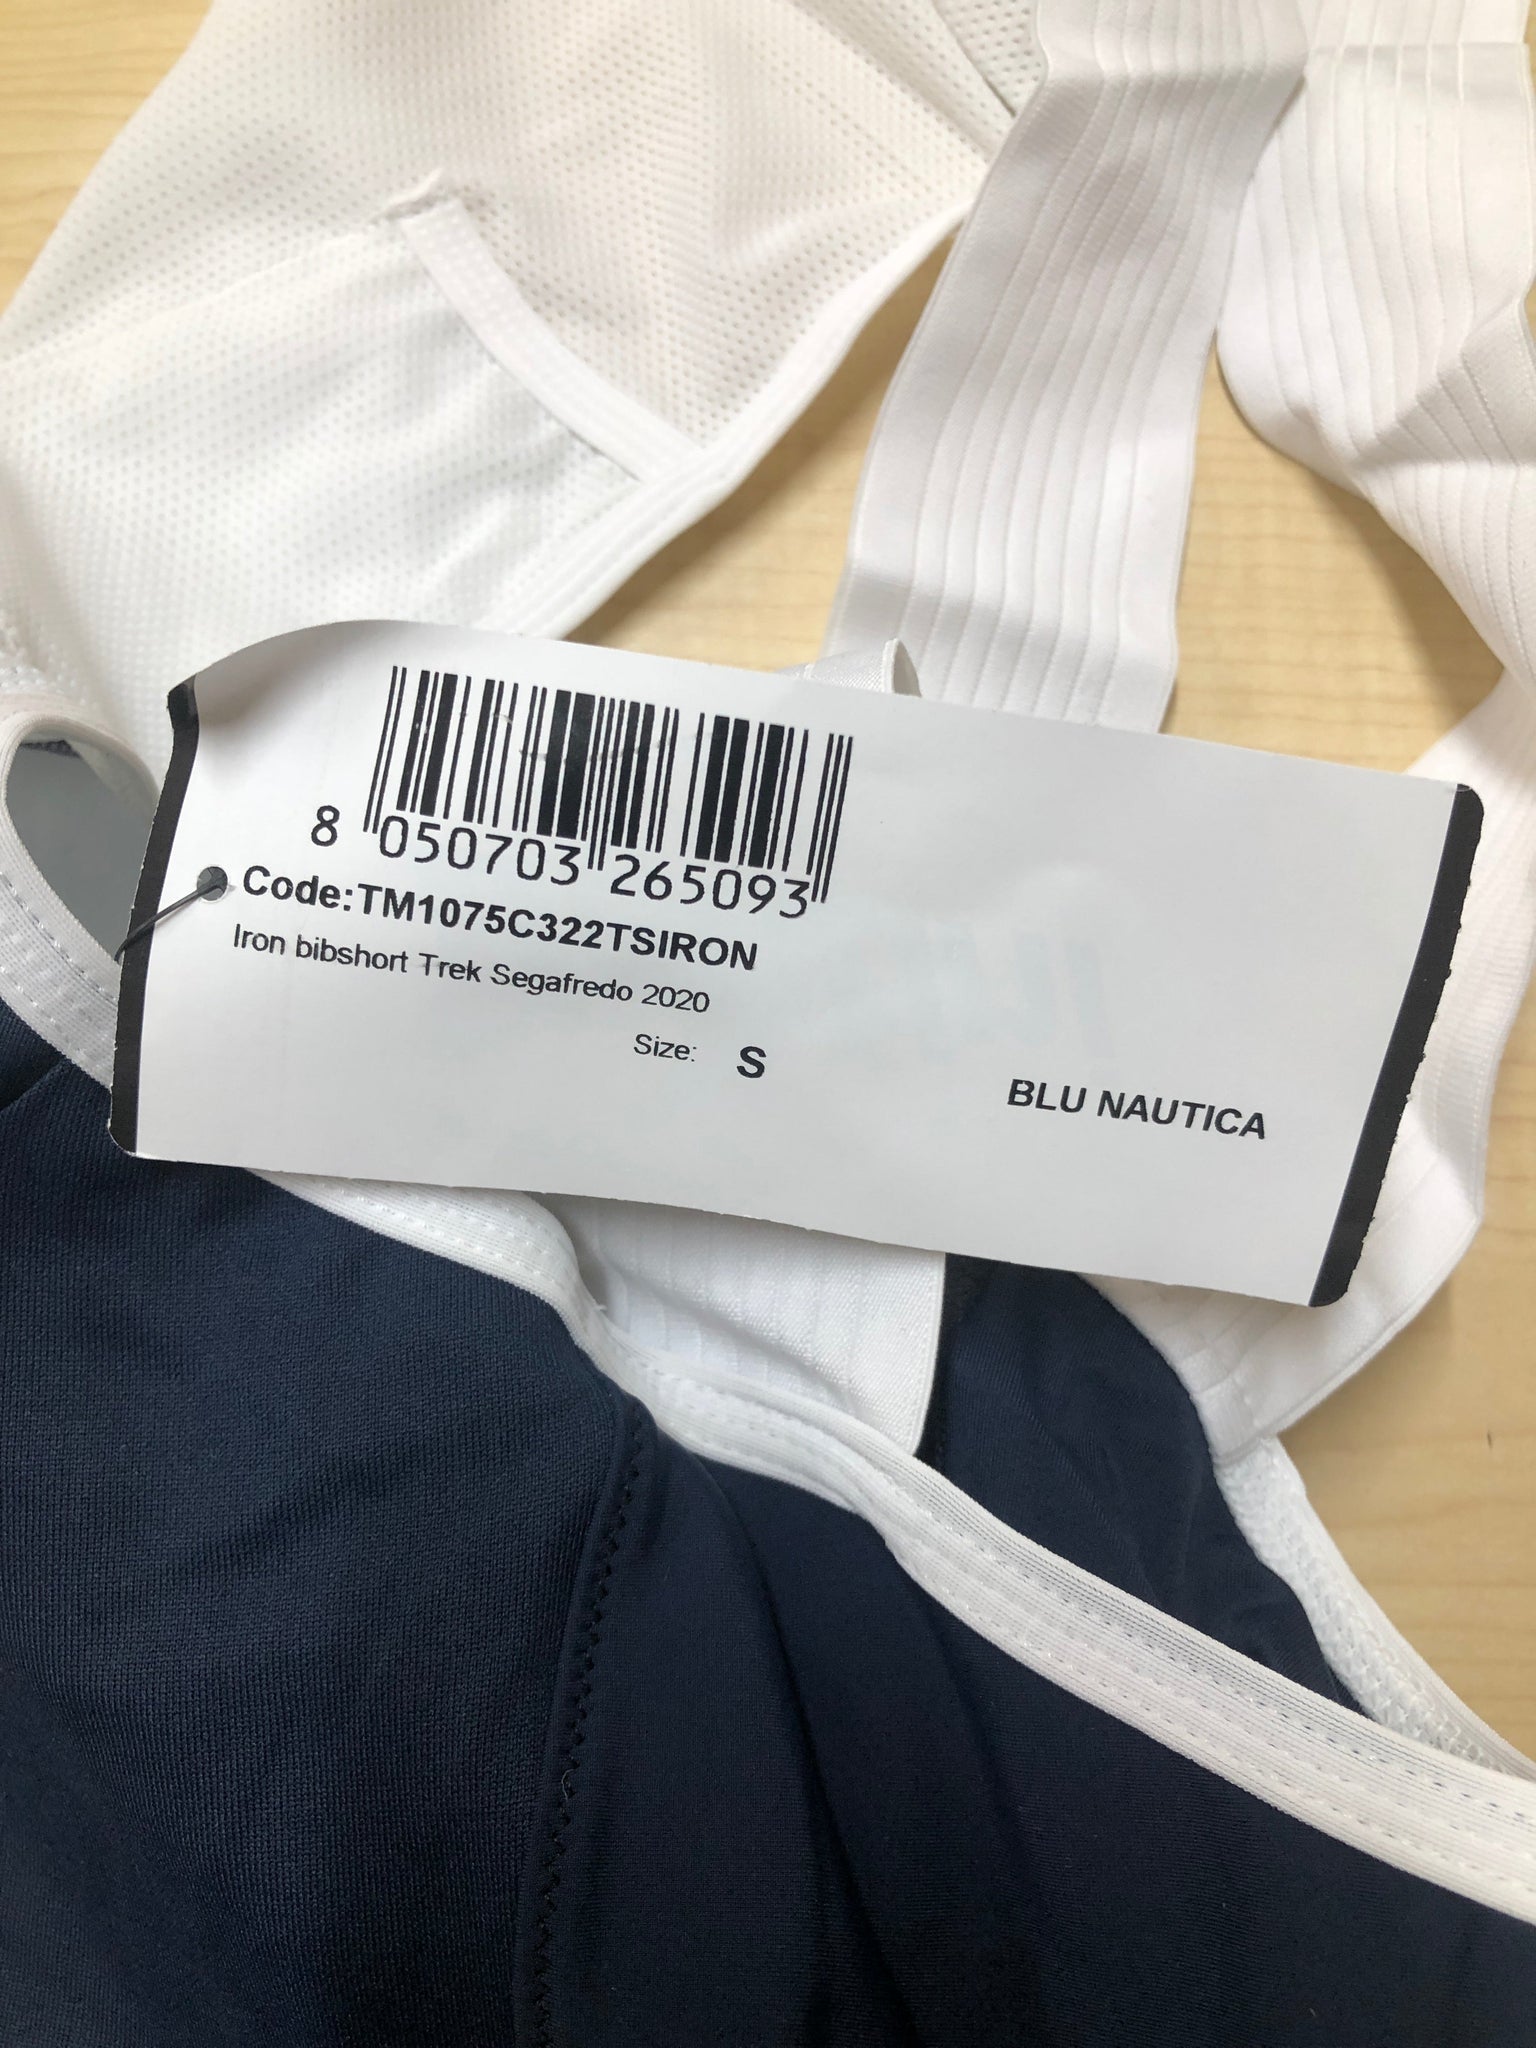 8 050703 265093
Code:TM1075C322TSIRON
Iron bibshort Trek Segafredo 2020
Size: S
BLU NAUTICA